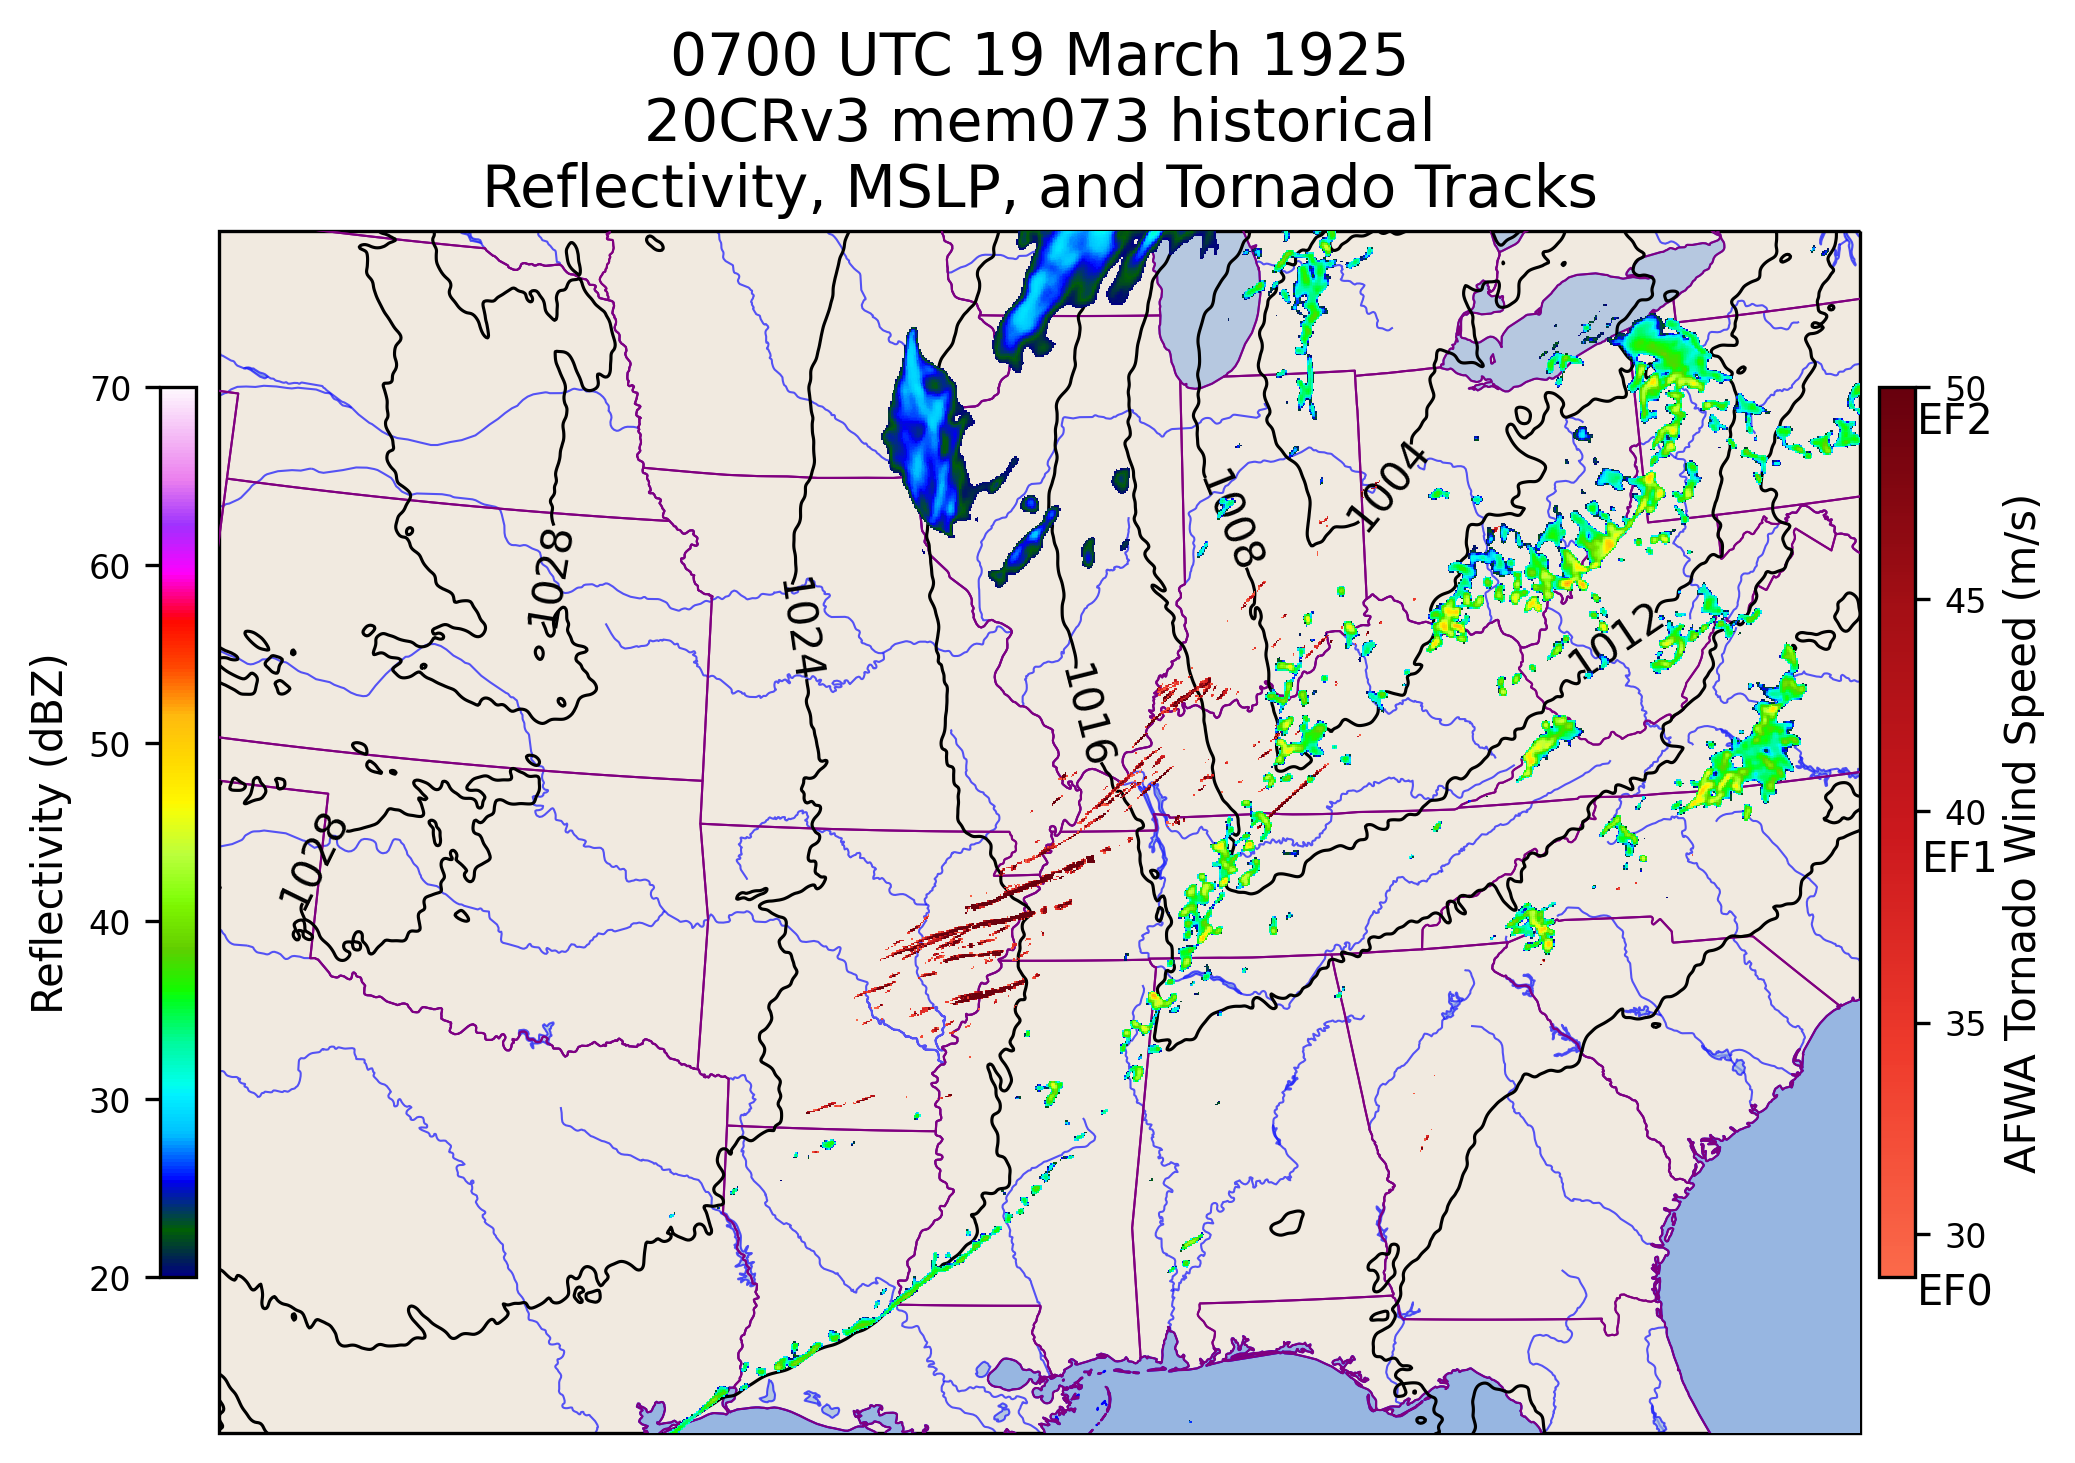 0700 UTC 19 March 1925
20CRv3 mem073 historical
Reflectivity, MSLP, and Tornado Tracks
Reflectivity (dBZ)
70
60
50
40
30
20
1028
1024
1008
1004
1012
1016
1028
50
EF2
45
40
EF1
35
30
EF0
AFWA Tornado Wind Speed (m/s)